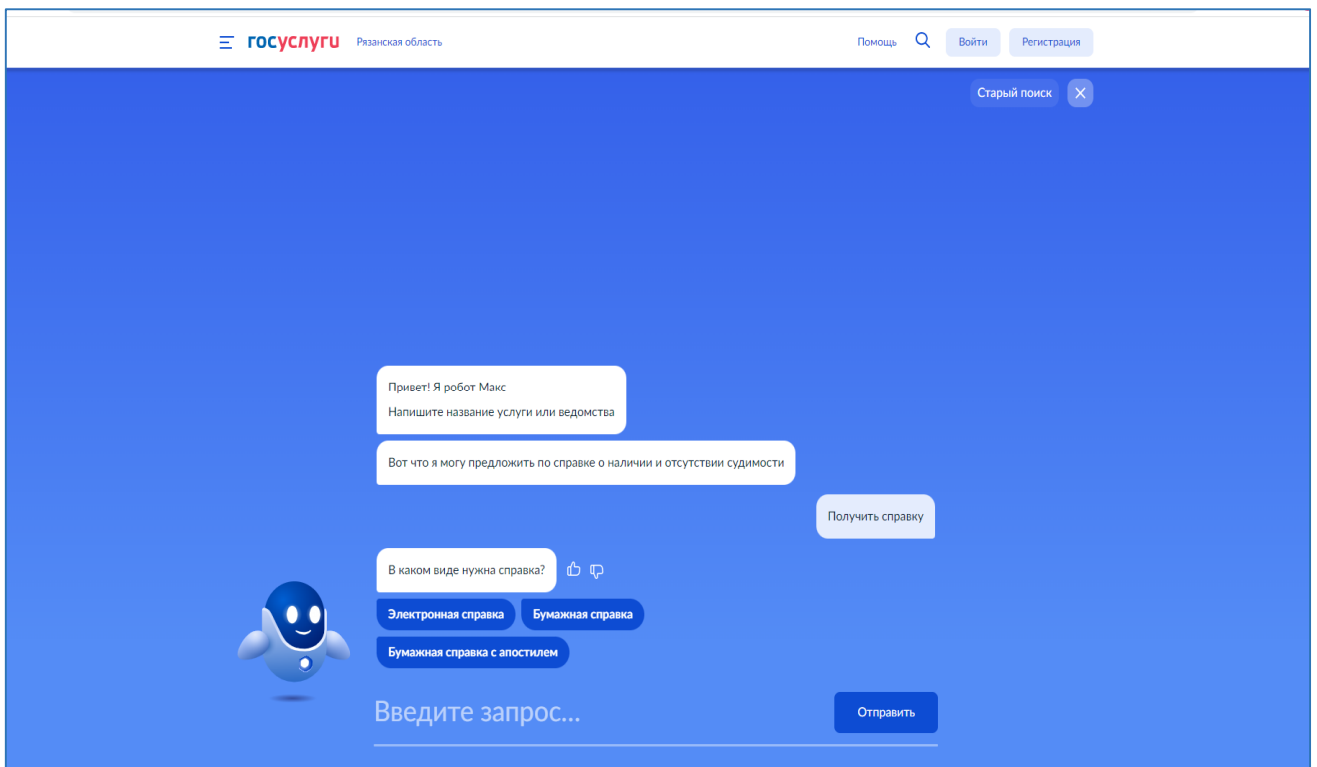 госуслуги Рязанская область Помощь Войти Регистрация
Старый поиск
Привет! Я робот Макс
Напишите название услуги или ведомства
Вот что я могу предложить по справке о наличии и отсутствии судимости
Получить справку
В каком виде нужна справка?
Электронная справка Бумажная справка
Бумажная справка с апостилем
Введите запрос... Отправить